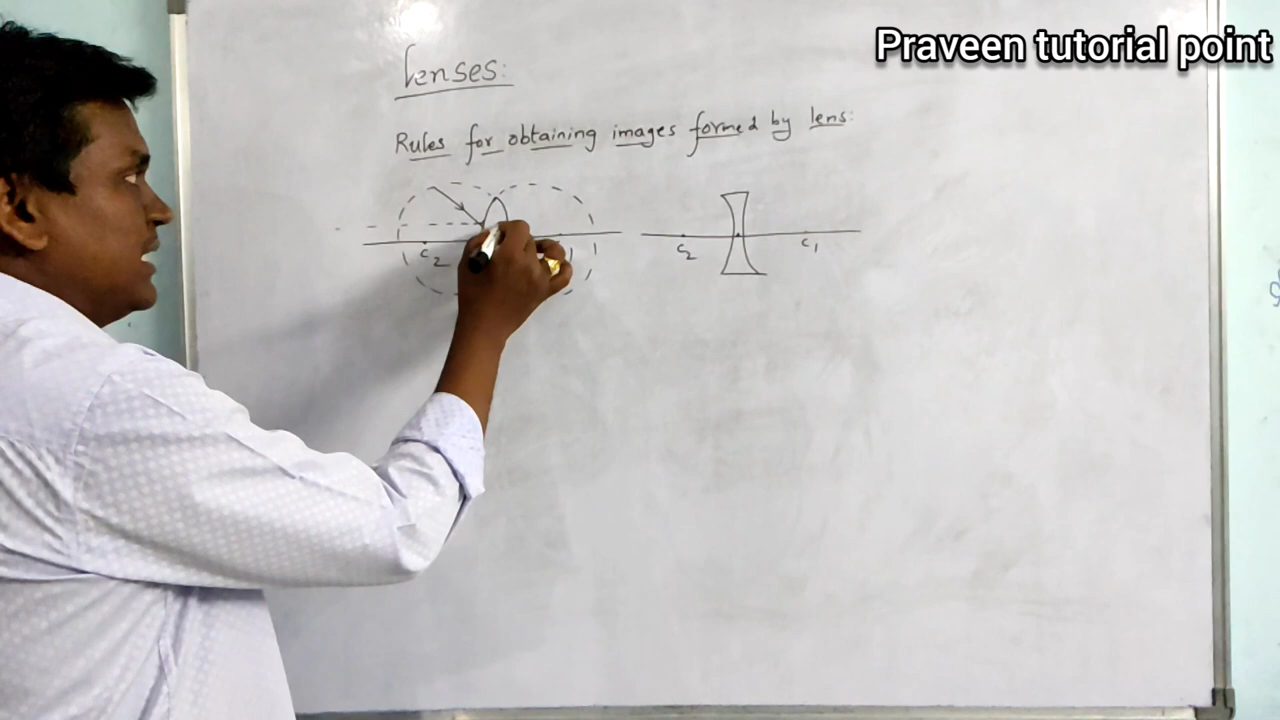 Praveen tutorial point
Lenses:
Rules for obtaining images formed by lens:
C2
C2
C1